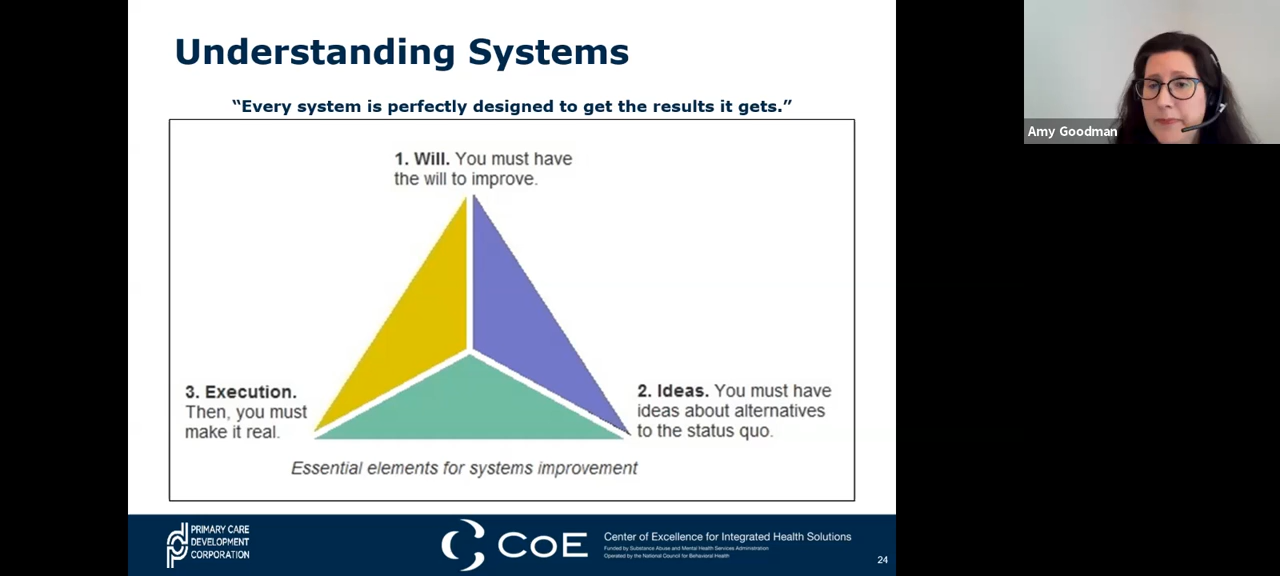 Understanding Systems
“Every system is perfectly designed to get the results it gets.”
1. Will. You must have
the will to improve.
3. Execution.
Then, you must
make it real.
2. Ideas. You must have
ideas about alternatives
to the status quo.
Essential elements for systems improvement
PRIMARY CARE
DEVELOPMENT
CORPORATION
CoE
Center of Excellence for Integrated Health Solutions
Funded by Substance Abuse and Mental Health Services Administration
Operated by the National Council for Behavioral Health
24
Amy Goodman